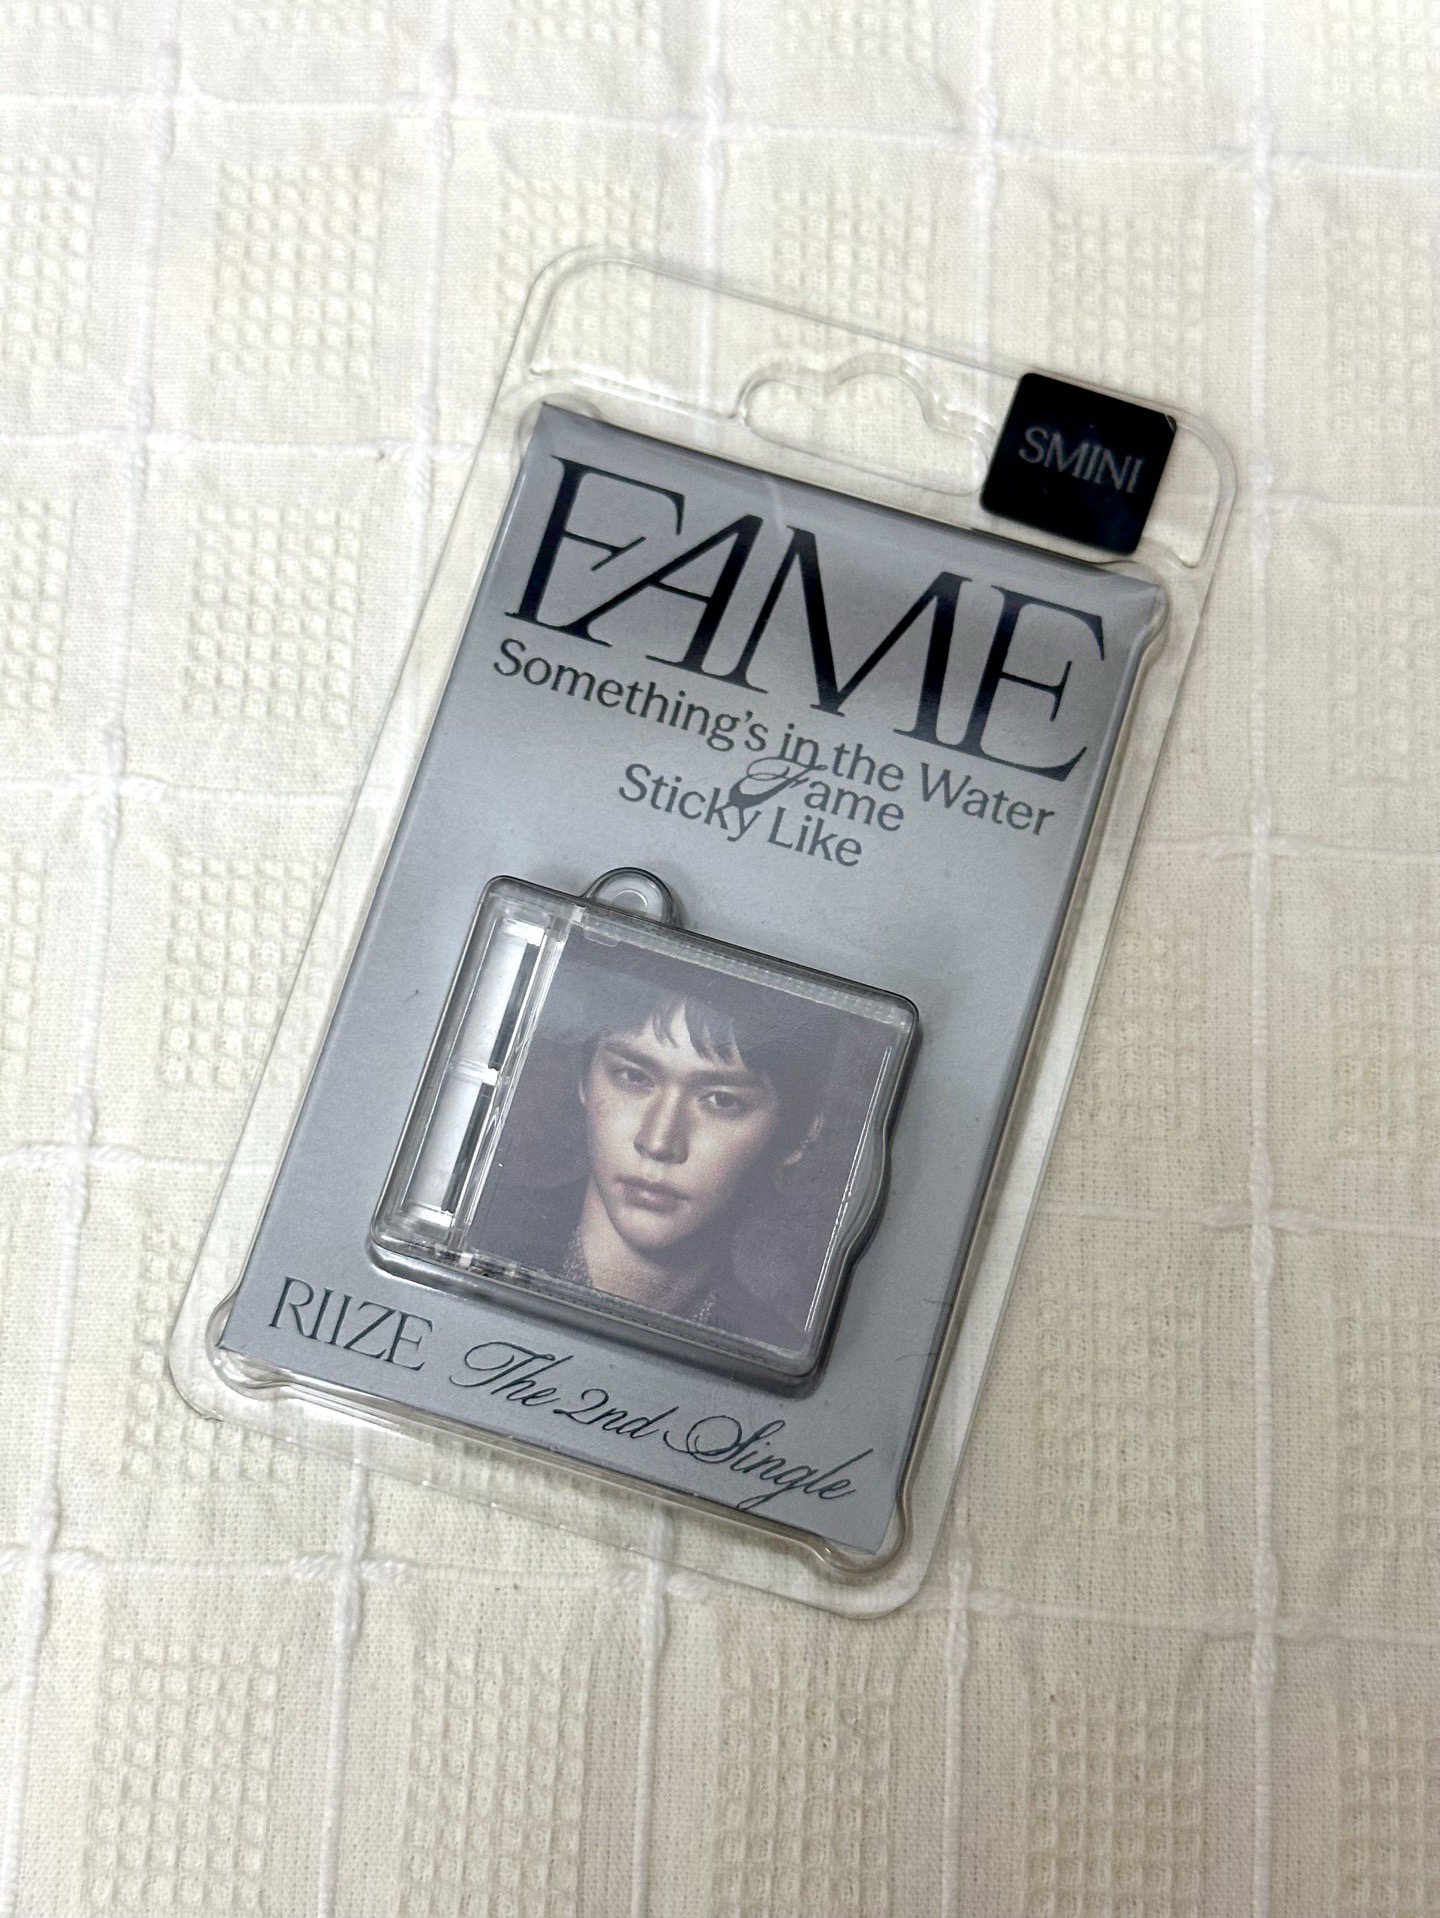 SMINI
FAME
Something's in the Water
Fame
Sticky Like
RIIZE The 2nd Single